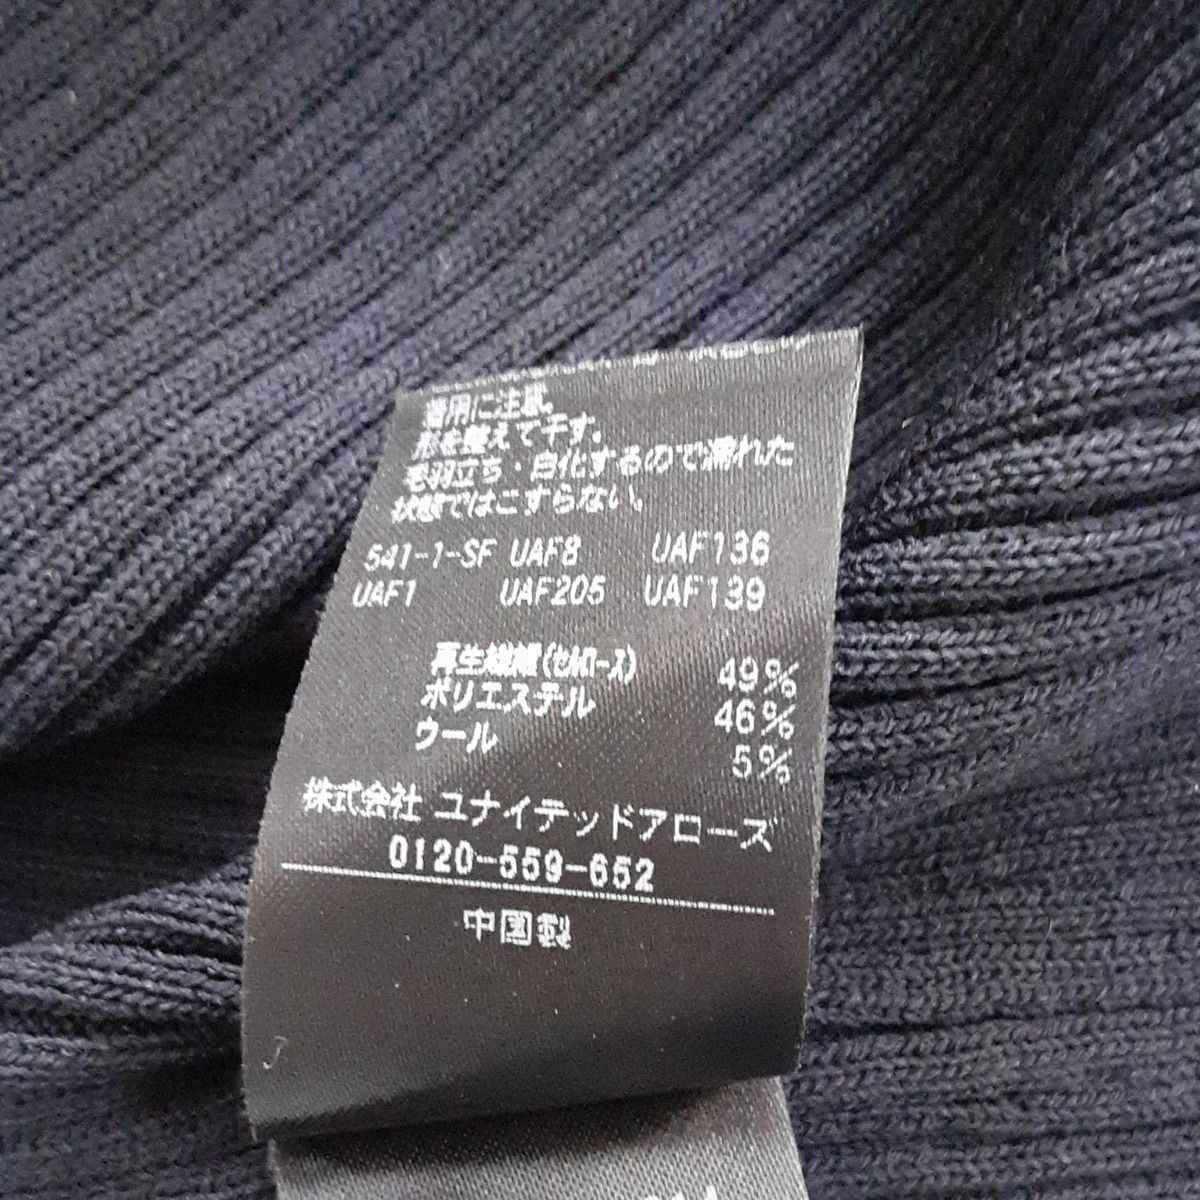 着用に注意。
形を整えて干す。
毛羽立ち・白化するので濡れた
状態ではこすらない。
541-1-SF UAF8 UAF136
UAF1 UAF205 UAF139
再生繊維(セルロース) 49%
ポリエステル 46%
ウール 5%
株式会社 ユナイテッドアローズ
0120-559-652
中国製